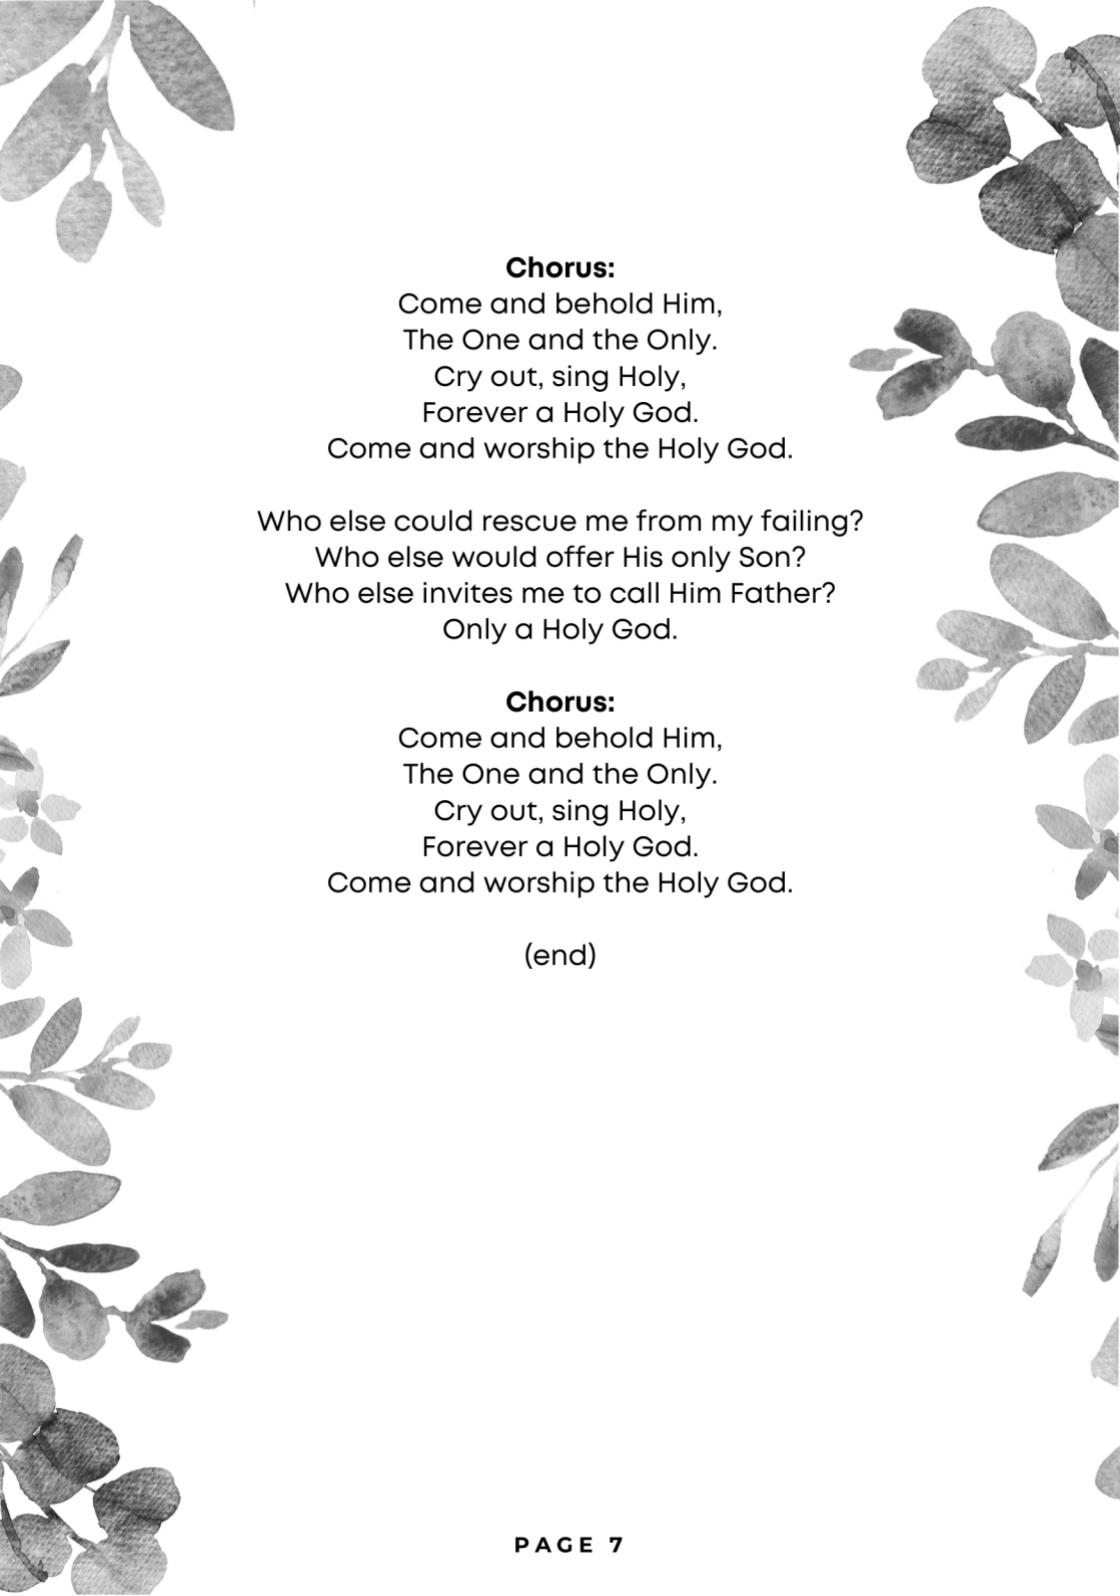 Chorus:
Come and behold Him,
The One and the Only.
Cry out, sing Holy,
Forever a Holy God.
Come and worship the Holy God.

Who else could rescue me from my failing?
Who else would offer His only Son?
Who else invites me to call Him Father?
Only a Holy God.

Chorus:
Come and behold Him,
The One and the Only.
Cry out, sing Holy,
Forever a Holy God.
Come and worship the Holy God.

(end)

PAGE 7